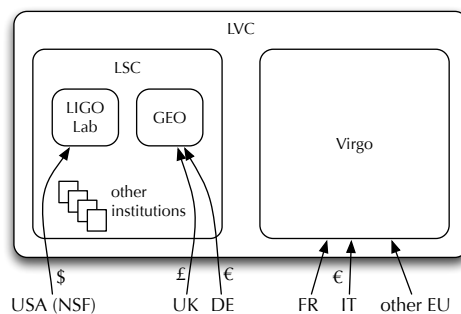 LVC
LSC
LIGO
Lab
GEO
Virgo
other
institutions
$
£
€
€
USA (NSF)
UK
DE
FR
IT
other EU